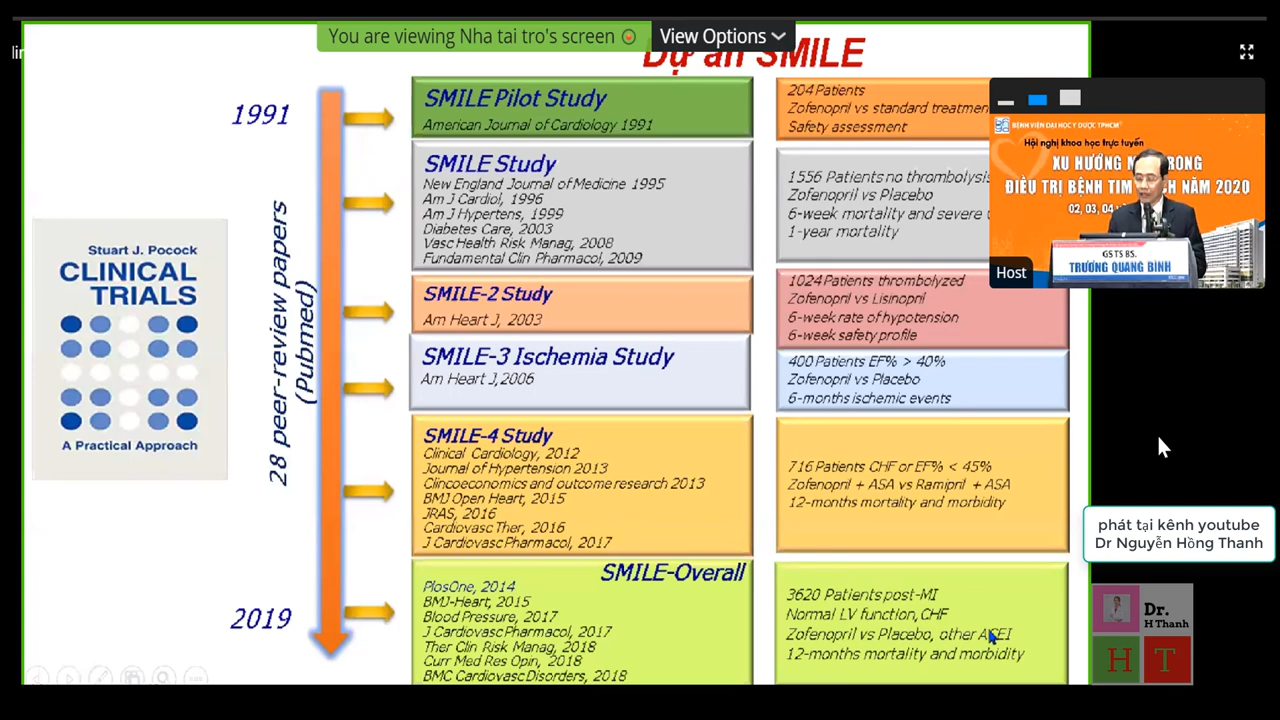 You are viewing Nha tai tro's screen
View Options
lin
Dự án SMILE
1991
SMILE Pilot Study
American Journal of Cardiology 1991
204 Patients
Zofenopril vs standard treatmen
Safety assessment
SMILE Study
New England Journal of Medicine 1995
Am J Cardiol, 1996
Am J Hypertens, 1999
Diabetes Care, 2003
Vasc Health Risk Manag, 2008
Fundamental Clin Pharmacol, 2009
1556 Patients no thrombolysis
Zofenopril vs Placebo
6-week mortality and severe
1-year mortality
SMILE-2 Study
Am Heart J, 2003
1024 Patients thrombolyzed
Zofenopril vs Lisinopril
6-week rate of hypotension
6-week safety profile
SMILE-3 Ischemia Study
Am Heart J,2006
400 Patients EF% > 40%
Zofenopril vs Placebo
6-months ischemic events
SMILE-4 Study
Clinical Cardiology, 2012
Journal of Hypertension 2013
Clincoeconomics and outcome research 2013
BMJ Open Heart, 2015
JRAS, 2016
Cardiovasc Ther, 2016
J Cardiovasc Pharmacol, 2017
716 Patients CHF or EF% < 45%
Zofenopril + ASA vs Ramipril + ASA
12-months mortality and morbidity
2019
SMILE-Overall
PlosOne, 2014
BMJ-Heart, 2015
Blood Pressure, 2017
J Cardiovasc Pharmacol, 2017
Ther Clin Risk Manag, 2018
Curr Med Res Opin, 2018
BMC Cardiovasc Disorders, 2018
3620 Patients post-MI
Normal LV function, CHF
Zofenopril vs Placebo, other ACEI
12-months mortality and morbidity
28 peer-review papers
(Pubmed)
Stuart J. Pocock
CLINICAL
TRIALS
A Practical Approach
BỆNH VIỆN ĐẠI HỌC Y DƯỢC TPHCM
Hội nghị khoa học trực tuyến
XU HƯỚNG M TRONG
ĐIỀU TRỊ BỆNH TIM CH NĂM 2020
02, 03, 04
GS TS BS.
TRƯƠNG QUANG BÌNH
Host
phát tại kênh youtube
Dr Nguyễn Hồng Thanh
Dr.
H Thanh
H T